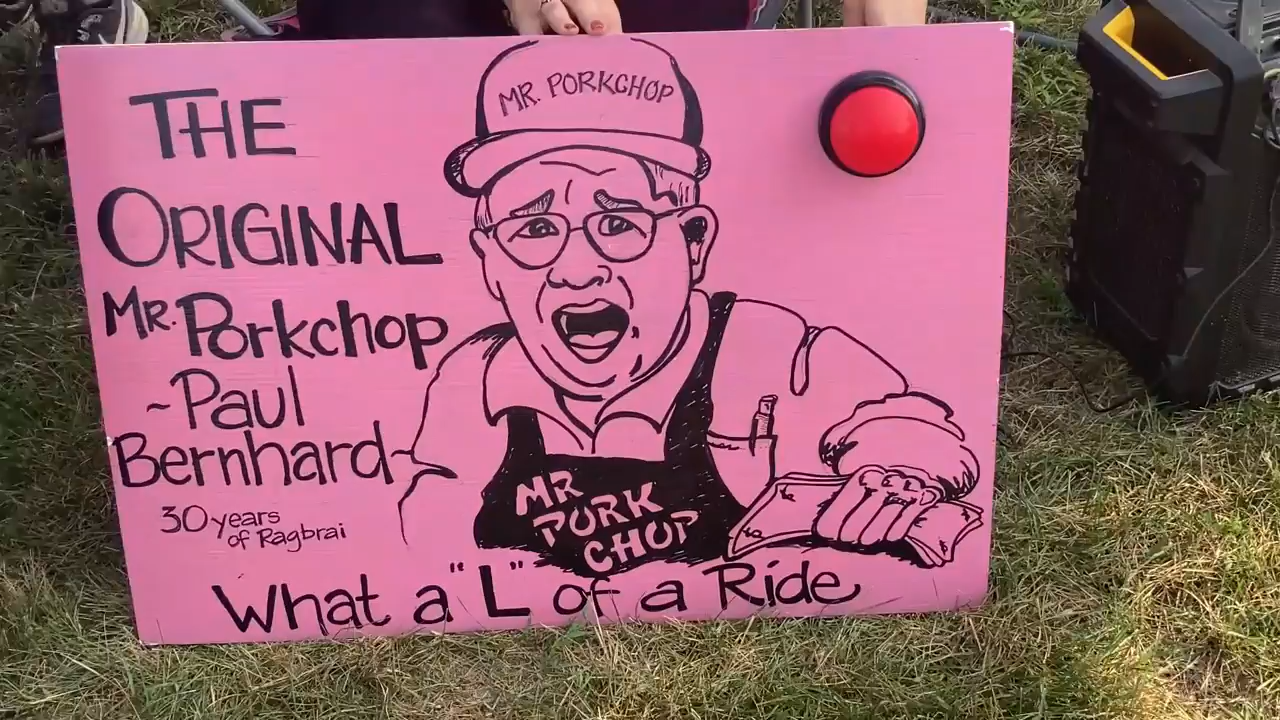 THE
ORIGINAL
MR. Porkchop
~Paul
Bernhard~
30 years
of Ragbrai
What a "L" of a Ride
MR. PORKCHOP
MR
PORK
CHOP